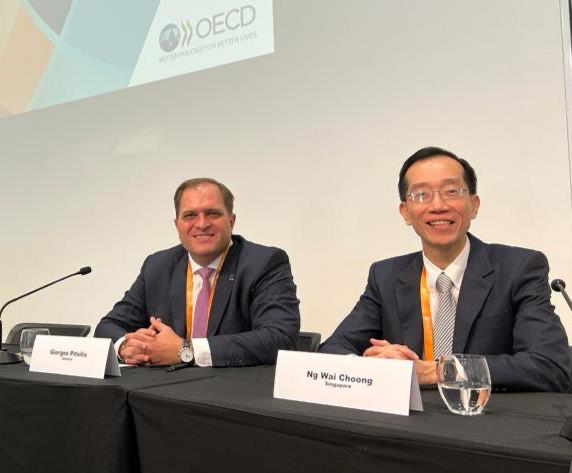 OECD
BETTER POLICIES FOR BETTER LIVES
Giorgos Pitsilis
Greece
Ng Wai Choong
Singapore